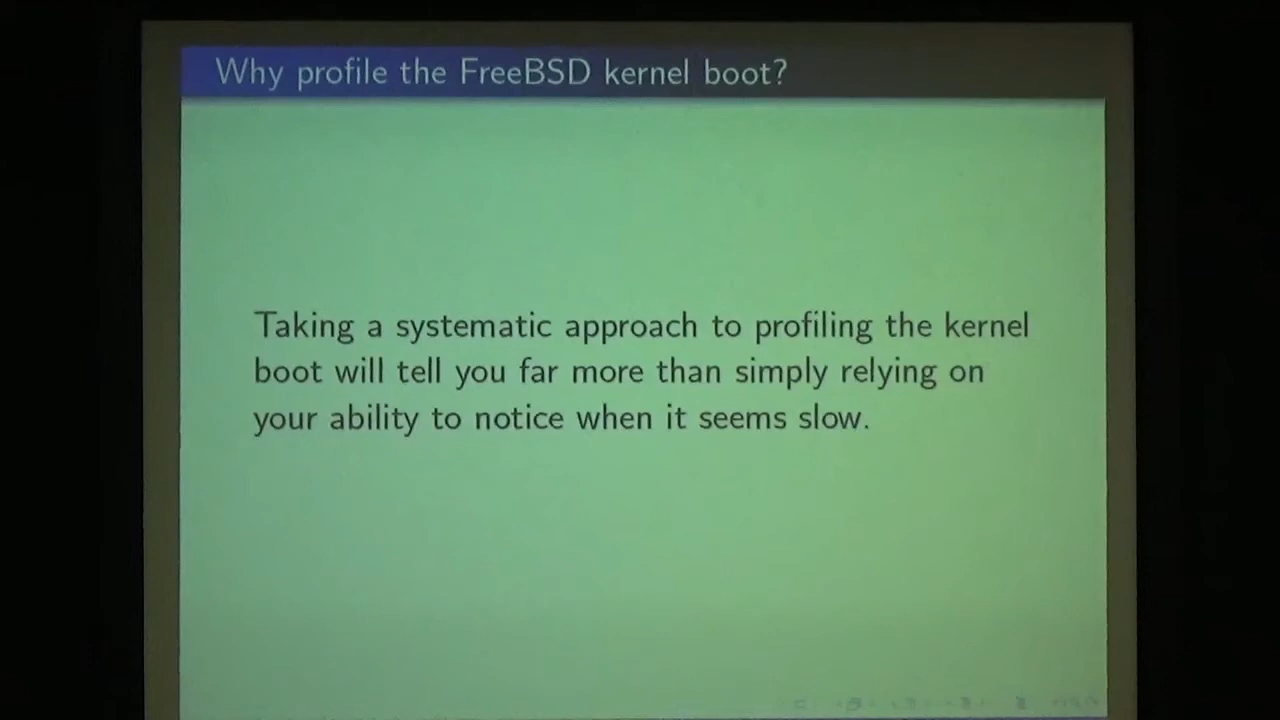 Why profile the FreeBSD kernel boot?
Taking a systematic approach to profiling the kernel
boot will tell you far more than simply relying on
your ability to notice when it seems slow.